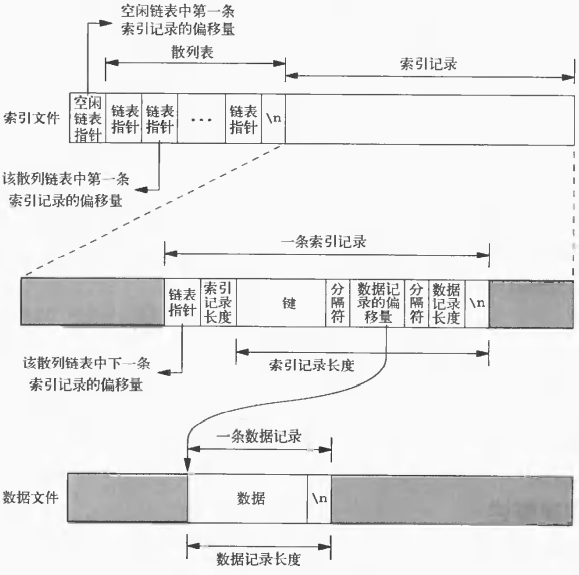 空闲链表中第一条
索引记录的偏移量
散列表
索引记录
索引文件
空闲
链表
指针
链表
指针
链表
指针
···
链表
指针
\n
该散列链表中第一条
索引记录的偏移量
一条索引记录
链表
指针
索引
记录
长度
键
分
隔
符
数据记
录的偏
移量
分
隔
符
数据
记录
长度
\n
该散列链表中下一条
索引记录的偏移量
索引记录长度
一条数据记录
数据文件
数据
\n
数据记录长度